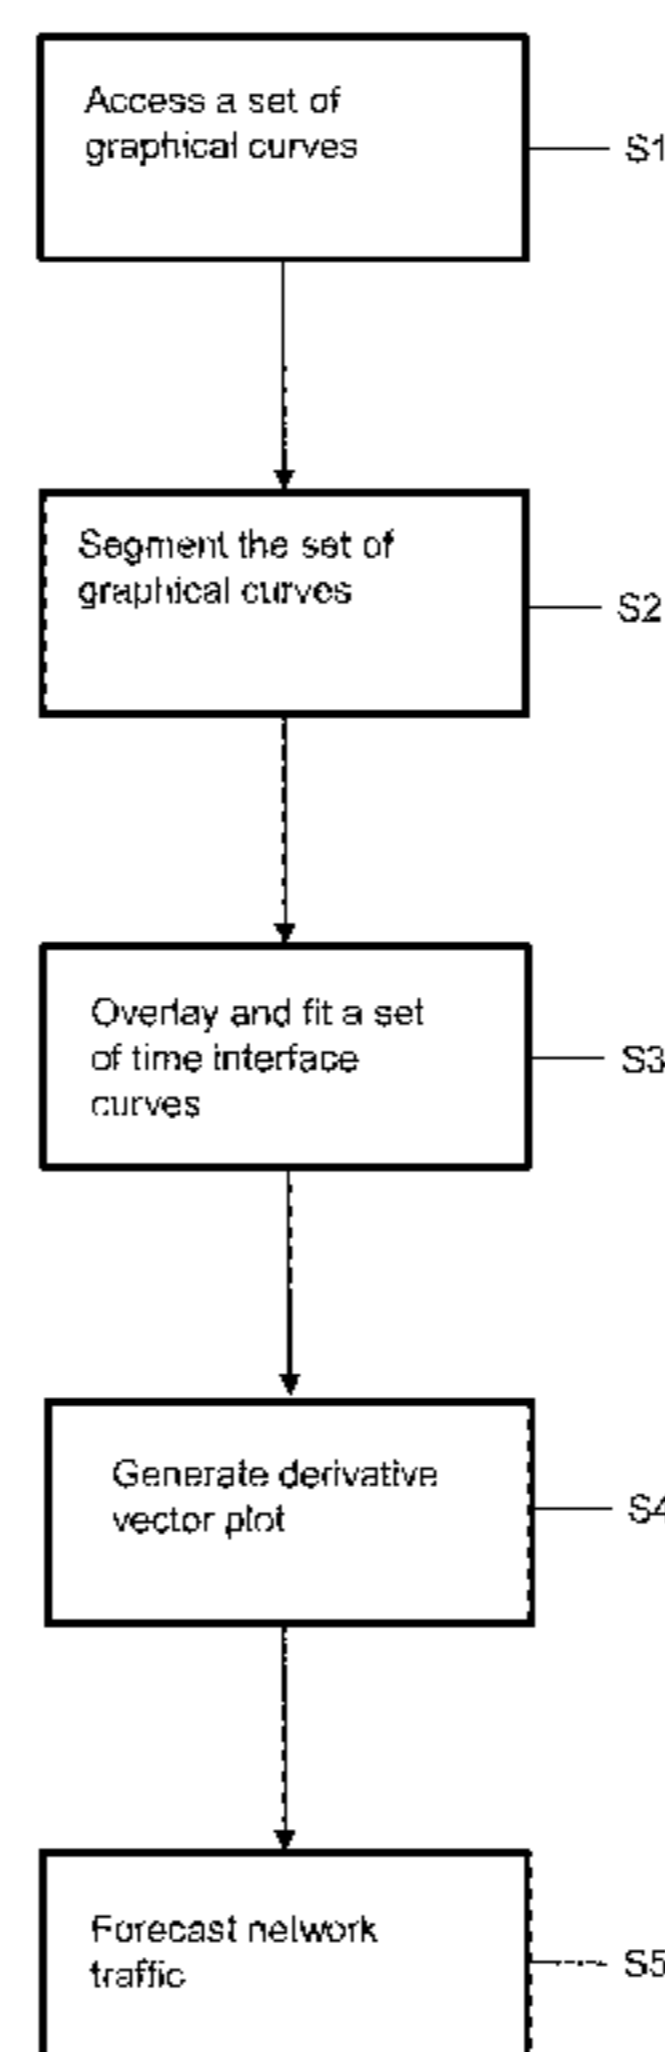 Access a set of
graphical curves
S1
Segment the set of
graphical curves
S2
Overlay and fit a set
of time interface
curves
S3
Generate derivative
vector plot
S4
Forecast network
traffic
S5